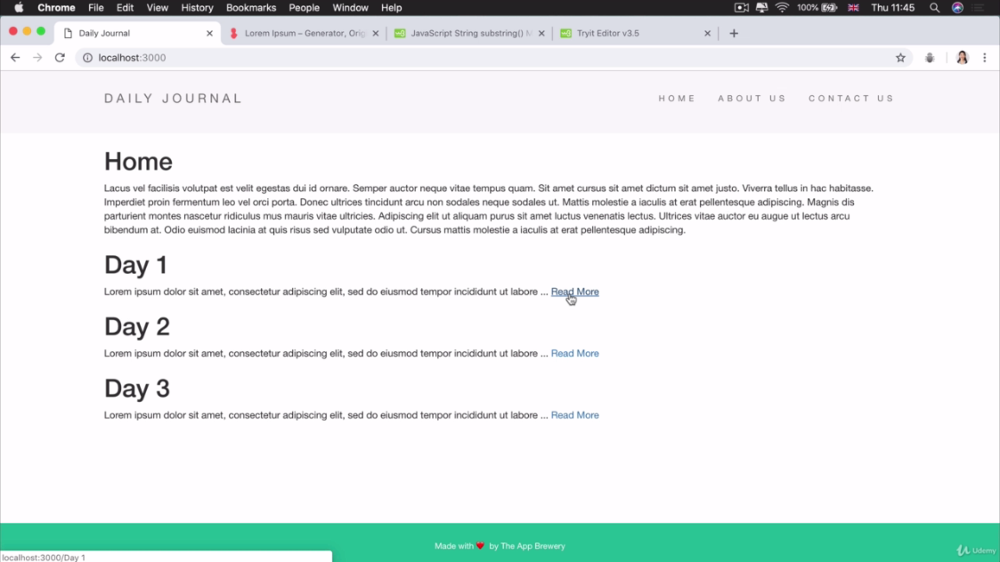 Chrome File Edit View History Bookmarks People Window Help 100% Thu 11:45
Daily Journal Lorem Ipsum – Generator, Orig JavaScript String substring() M Tryit Editor v3.5
localhost:3000
DAILY JOURNAL HOME ABOUT US CONTACT US
Home
Lacus vel facilisis volutpat est velit egestas dui id ornare. Semper auctor neque vitae tempus quam. Sit amet cursus sit amet dictum sit amet justo. Viverra tellus in hac habitasse.
Imperdiet proin fermentum leo vel orci porta. Donec ultrices tincidunt arcu non sodales neque sodales ut. Mattis molestie a iaculis at erat pellentesque adipiscing. Magnis dis
parturient montes nascetur ridiculus mus mauris vitae ultricies. Adipiscing elit ut aliquam purus sit amet luctus venenatis lectus. Ultrices vitae auctor eu augue ut lectus arcu
bibendum at. Odio euismod lacinia at quis risus sed vulputate odio ut. Cursus mattis molestie a iaculis at erat pellentesque adipiscing.
Day 1
Lorem ipsum dolor sit amet, consectetur adipiscing elit, sed do eiusmod tempor incididunt ut labore ... Read More
Day 2
Lorem ipsum dolor sit amet, consectetur adipiscing elit, sed do eiusmod tempor incididunt ut labore ... Read More
Day 3
Lorem ipsum dolor sit amet, consectetur adipiscing elit, sed do eiusmod tempor incididunt ut labore ... Read More
Made with ❤ by The App Brewery
Udemy
localhost:3000/Day 1